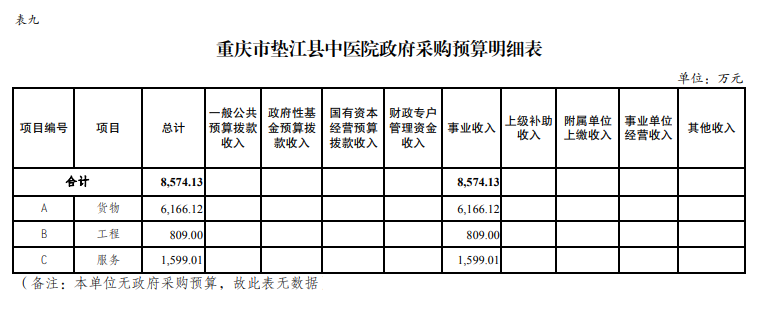 表九
重庆市垫江县中医院政府采购预算明细表
单位：万元
项目编号 项目 总计 一般公共预算拨款收入 政府性基金预算拨款收入 国有资本经营预算拨款收入 财政专户管理资金收入 事业收入 上级补助收入 附属单位上缴收入 事业单位经营收入 其他收入
合计 8,574.13 8,574.13
A 货物 6,166.12 6,166.12
B 工程 809.00 809.00
C 服务 1,599.01 1,599.01
（备注：本单位无政府采购预算，故此表无数据